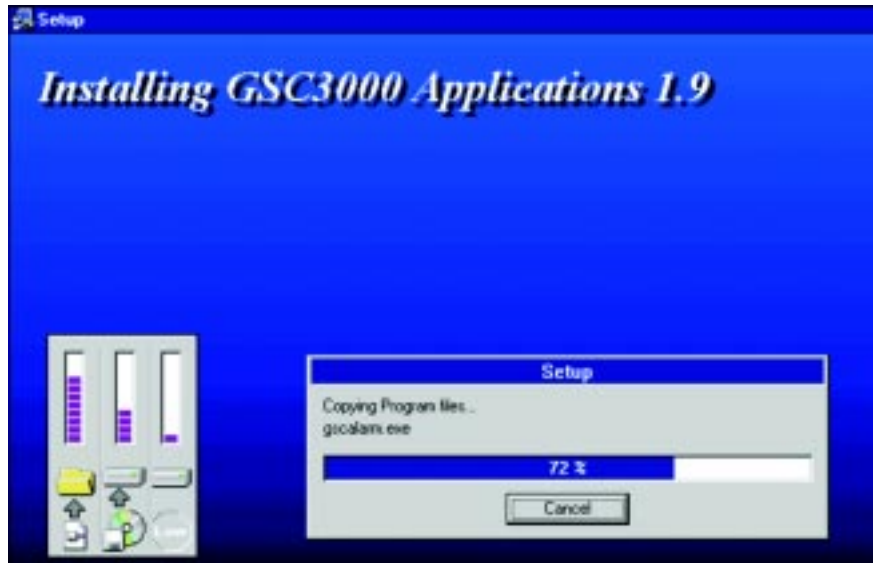 Setup
Installing GSC3000 Applications 1.9
Setup
Copying Program files...
gscalarm.exe
72 %
Cancel